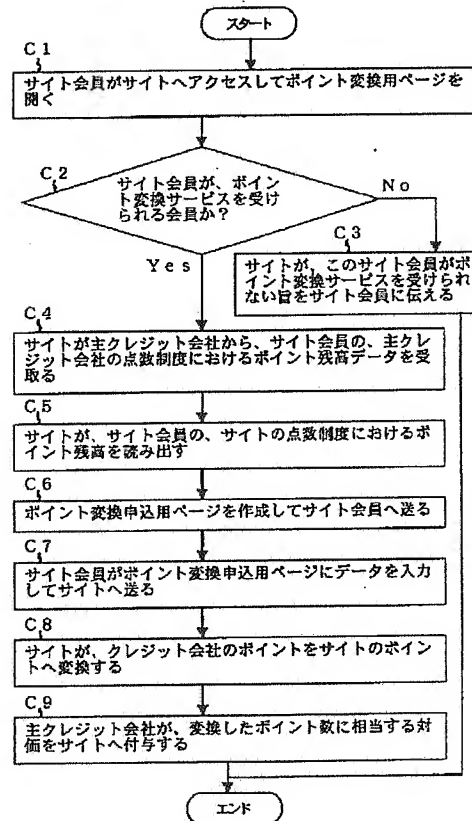 スタート
C1
サイト会員がサイトへアクセスしてポイント変換用ページを
開く
C2
サイト会員が、ポイン
ト変換サービスを受け
られる会員か?
No
Yes
C3
サイトが、このサイト会員がポ
イント変換サービスを受けられ
ない旨をサイト会員に伝える
C4
サイトが主クレジット会社から、サイト会員の、主クレ
ジット会社の点数制度におけるポイント残高データを受
取る
C5
サイトが、サイト会員の、サイトの点数制度におけるポ
イント残高を読み出す
C6
ポイント変換申込用ページを作成してサイト会員へ送る
C7
サイト会員がポイント変換申込用ページにデータを入力
してサイトへ送る
C8
サイトが、クレジット会社のポイントをサイトのポイン
トへ変換する
C9
主クレジット会社が、変換したポイント数に相当する対
価をサイトへ付与する
エンド